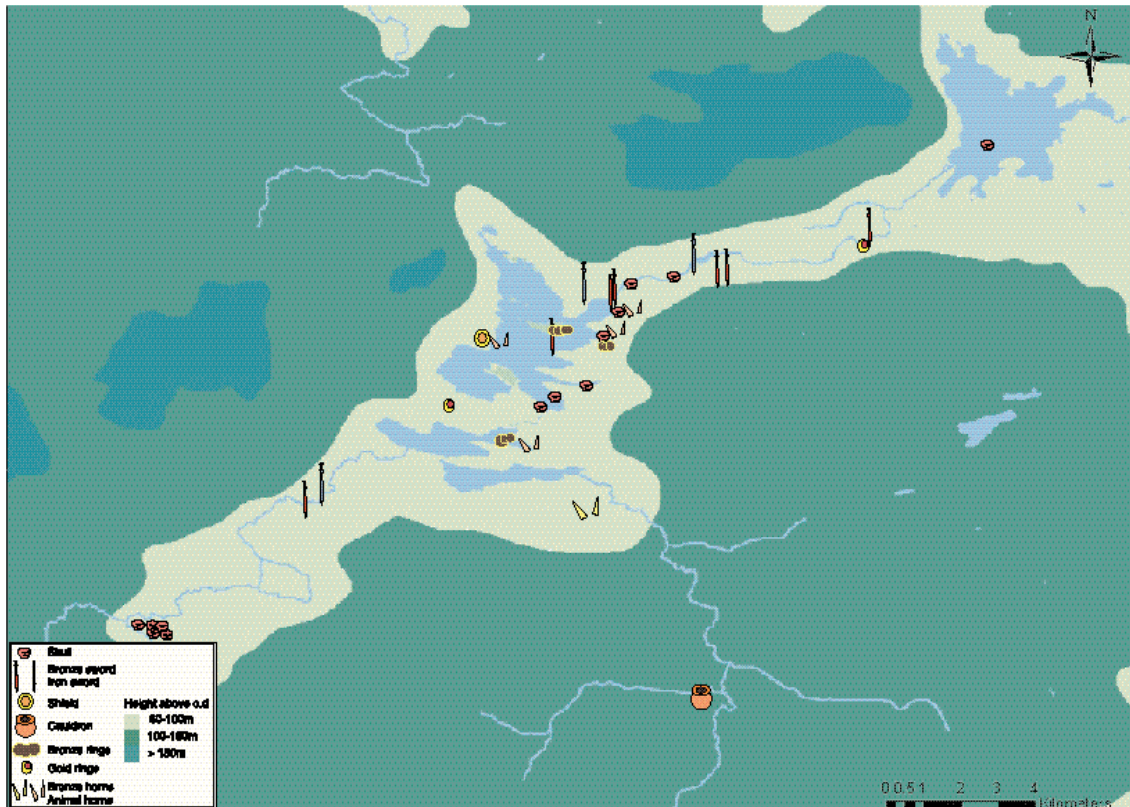 N
Skull
Bronze sword
Iron sword
Shield
Height above o.d
Cauldron
60-100m
100-150m
Bronze rings
> 150m
Gold rings
Bronze horns
Animal horns
0 0.5 1 2 3 4
Kilometers